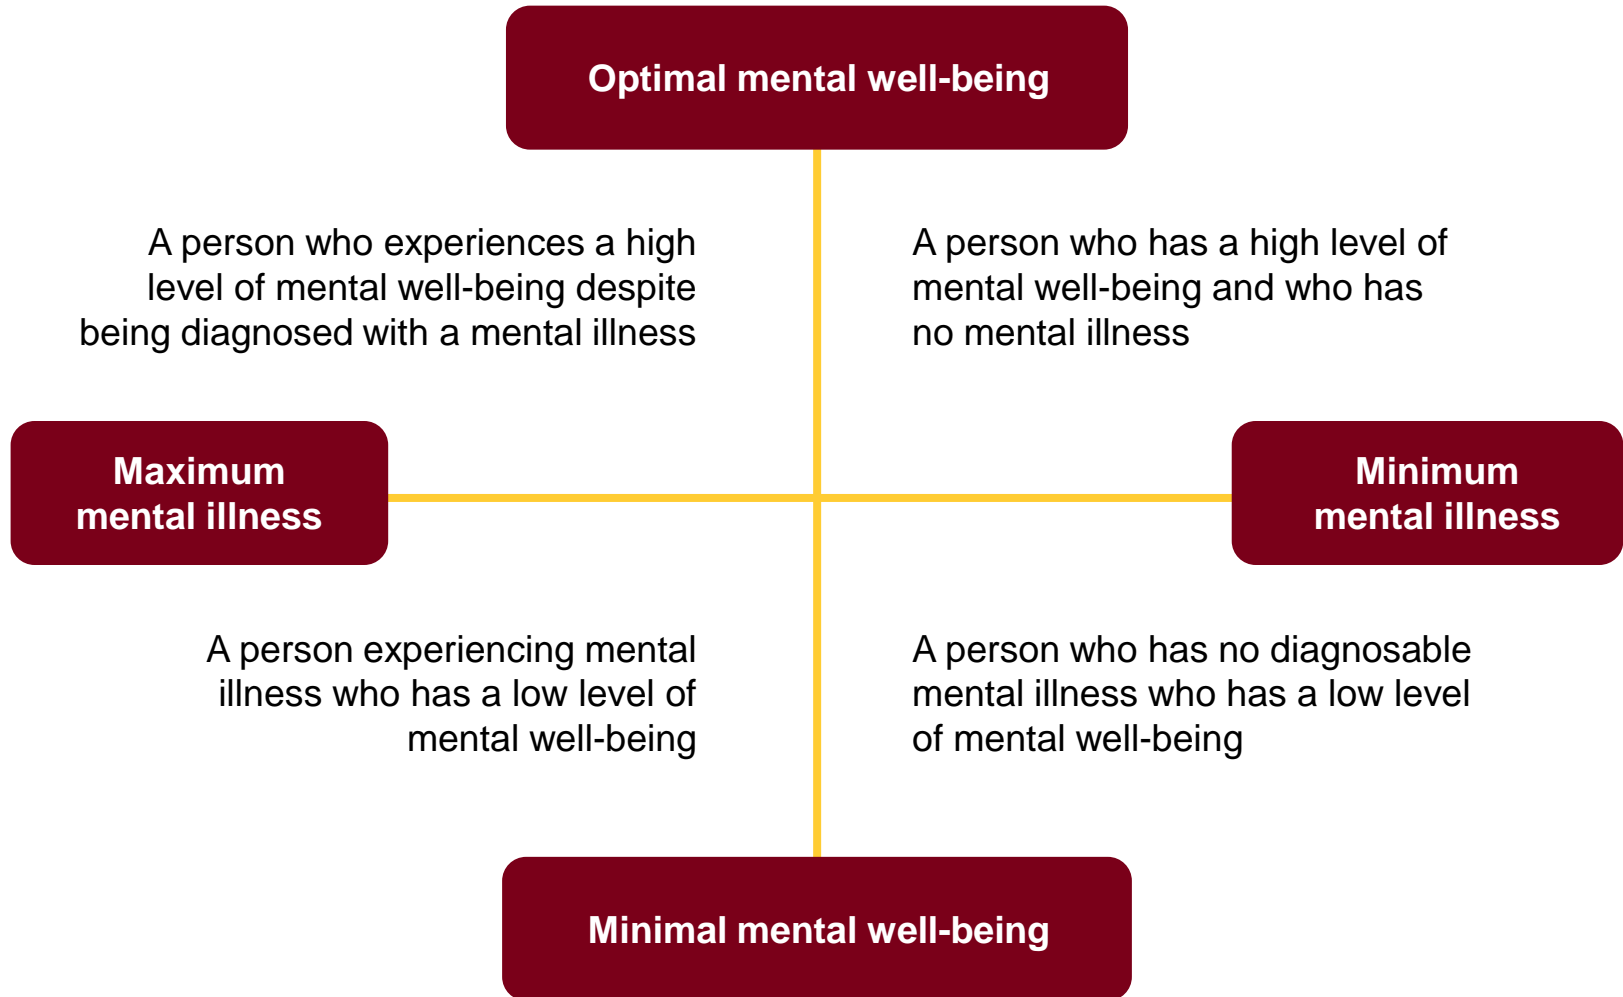 Optimal mental well-being
A person who experiences a high
level of mental well-being despite
being diagnosed with a mental illness
A person who has a high level of
mental well-being and who has
no mental illness
Maximum
mental illness
Minimum
mental illness
A person experiencing mental
illness who has a low level of
mental well-being
A person who has no diagnosable
mental illness who has a low level
of mental well-being
Minimal mental well-being